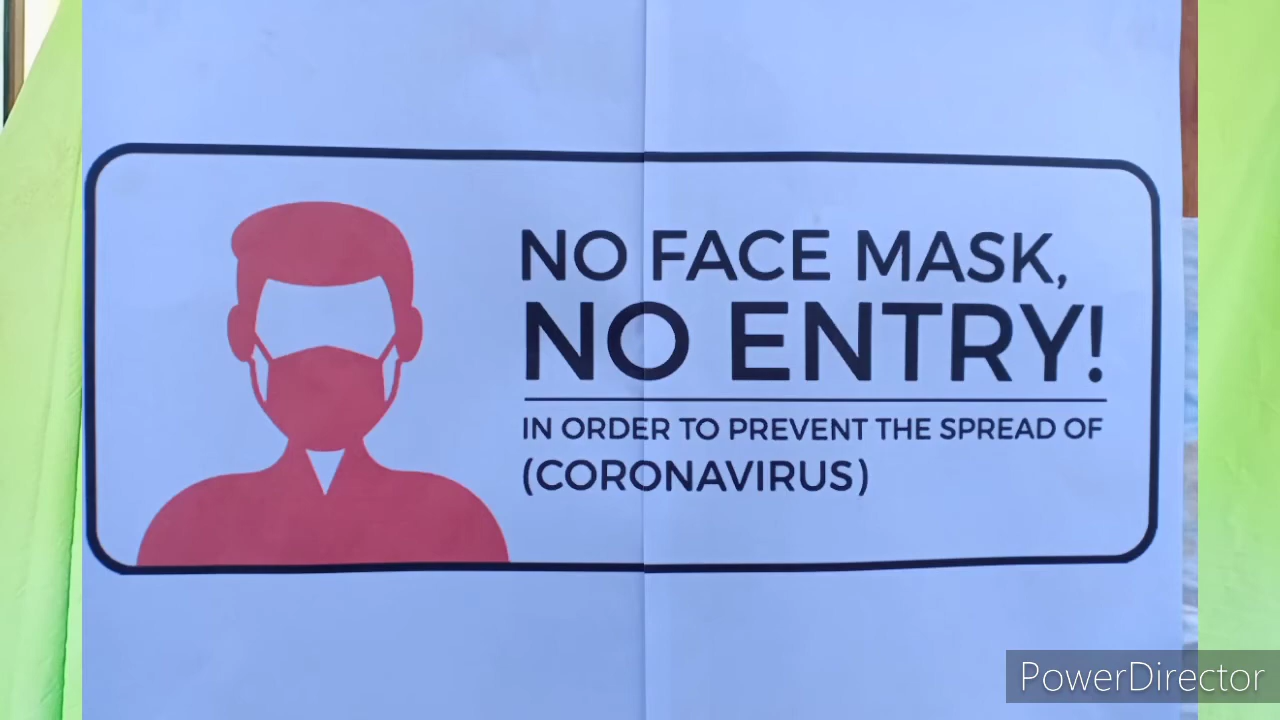 NO FACE MASK,
NO ENTRY!
IN ORDER TO PREVENT THE SPREAD OF
(CORONAVIRUS)
PowerDirector